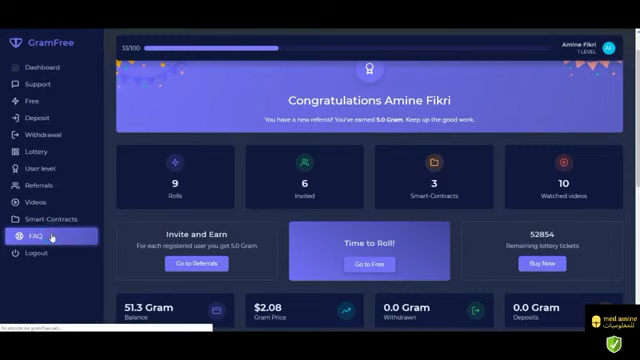 GramFree
33/100
Amine Fikri
1 LEVEL
AF
Dashboard
Support
Free
Deposit
Withdrawal
Lottery
User level
Referrals
Videos
Smart-Contracts
FAQ
Logout
Congratulations Amine Fikri
You have a new referral! You've earned 5.0 Gram. Keep up the good work.
9
Rolls
6
Invited
3
Smart-Contracts
10
Watched videos
Invite and Earn
For each registered user you get 5.0 Gram
Go to Referrals
Time to Roll!
Go to Free
52854
Remaining lottery tickets
Buy Now
51.3 Gram
Balance
$2.08
Gram Price
0.0 Gram
Withdrawn
0.0 Gram
Deposits
med amine
للمعلوميات